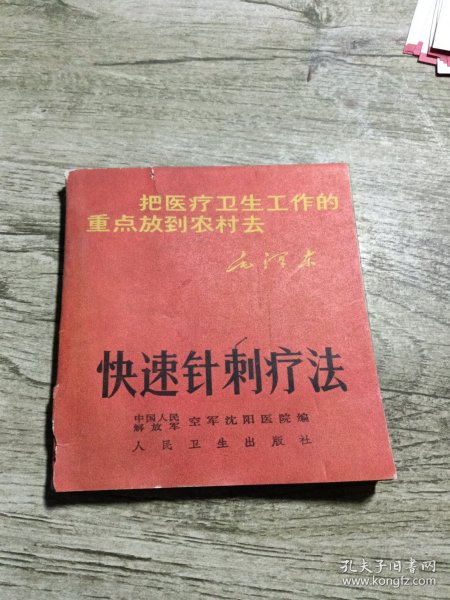 把医疗卫生工作的
重点放到农村去
毛泽东
快速针刺疗法
中国人民
解放军 空军沈阳医院编
人民卫生出版社
孔夫子旧书网
www.kongfz.com